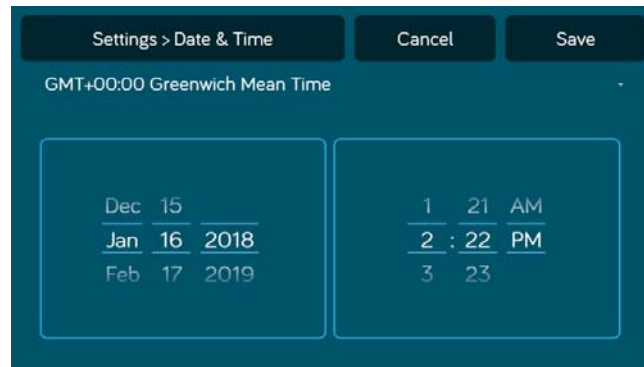 Settings > Date & Time Cancel Save
GMT+00:00 Greenwich Mean Time
Dec 15 1 21 AM
Jan 16 2018 2 : 22 PM
Feb 17 2019 3 23